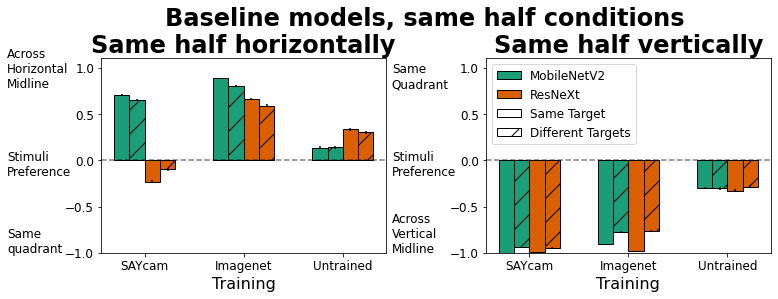 Baseline models, same half conditions
Same half horizontally
Across
Horizontal
Midline
Stimuli
Preference
Same
quadrant
1.0
0.5
0.0
−0.5
−1.0
SAYcam
Imagenet
Untrained
Training
Same half vertically
Same
Quadrant
Stimuli
Preference
Across
Vertical
Midline
1.0
0.5
0.0
−0.5
−1.0
MobileNetV2
ResNeXt
Same Target
Different Targets
SAYcam
Imagenet
Untrained
Training